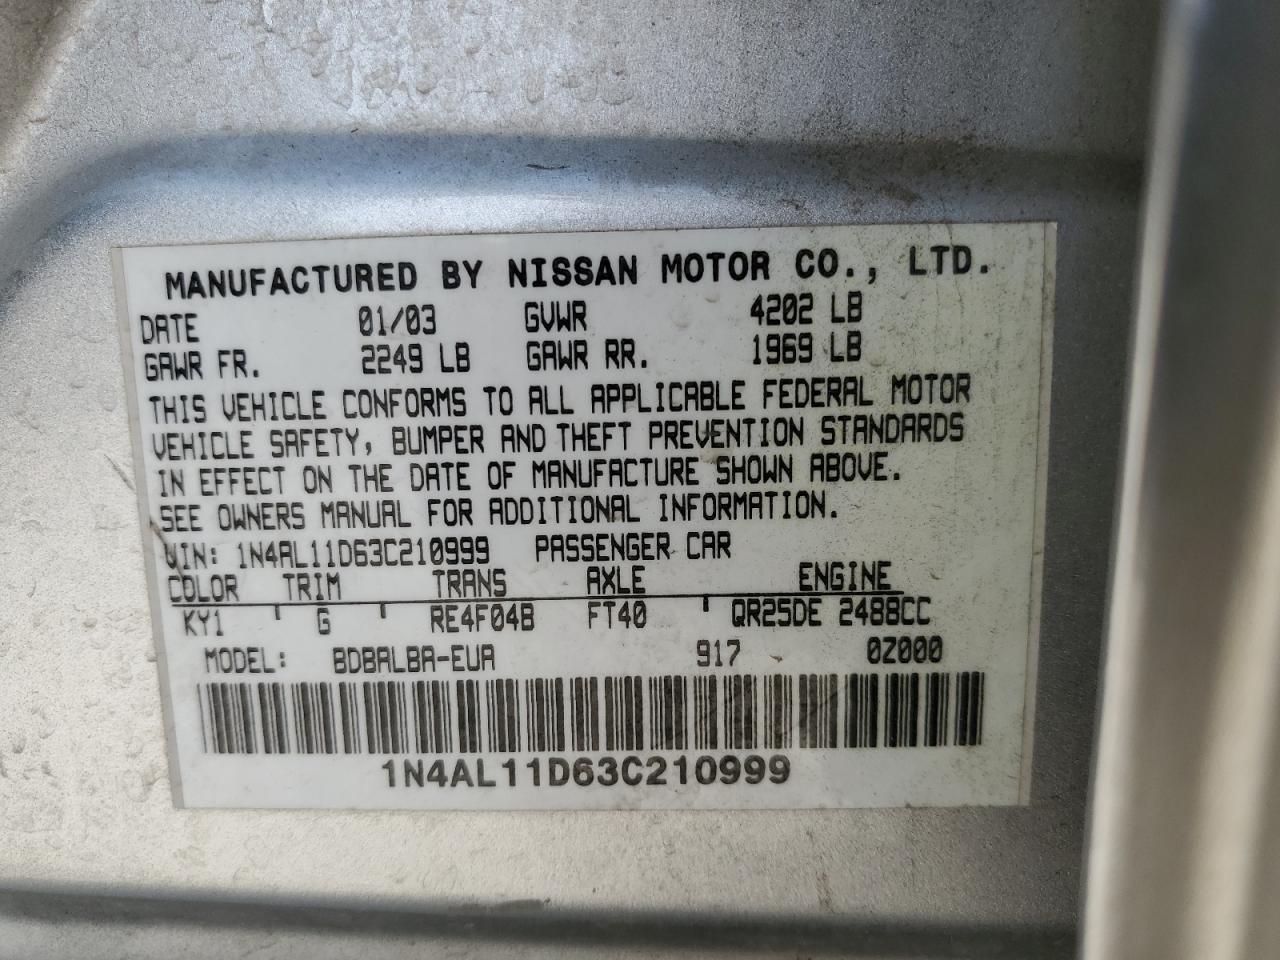 MANUFACTURED BY NISSAN MOTOR CO., LTD.
DATE 01/03 GVWR 4202 LB
GAWR FR. 2249 LB GAWR RR. 1969 LB
THIS VEHICLE CONFORMS TO ALL APPLICABLE FEDERAL MOTOR
VEHICLE SAFETY, BUMPER AND THEFT PREVENTION STANDARDS
IN EFFECT ON THE DATE OF MANUFACTURE SHOWN ABOVE.
SEE OWNERS MANUAL FOR ADDITIONAL INFORMATION.
VIN: 1N4AL11D63C210999 PASSENGER CAR
COLOR TRIM TRANS AXLE ENGINE
KY1 ' G ' RE4F04B FT40 ' QR25DE 2488CC
MODEL: BDBALBA-EUA 917 0Z000
1N4AL11D63C210999